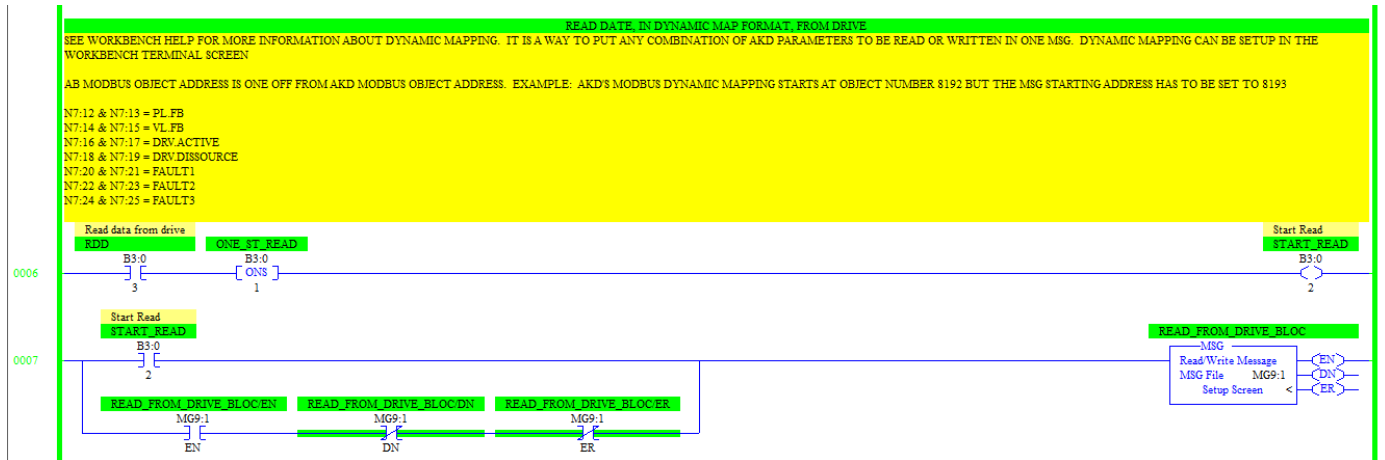 READ DATE, IN DYNAMIC MAP FORMAT, FROM DRIVE
SEE WORKBENCH HELP FOR MORE INFORMATION ABOUT DYNAMIC MAPPING. IT IS A WAY TO PUT ANY COMBINATION OF AKD PARAMETERS TO BE READ OR WRITTEN IN ONE MSG. DYNAMIC MAPPING CAN BE SETUP IN THE
WORKBENCH TERMINAL SCREEN
AB MODBUS OBJECT ADDRESS IS ONE OFF FROM AKD MODBUS OBJECT ADDRESS. EXAMPLE: AKD'S MODBUS DYNAMIC MAPPING STARTS AT OBJECT NUMBER 8192 BUT THE MSG STARTING ADDRESS HAS TO BE SET TO 8193
N7:12 & N7:13 = PL.FB
N7:14 & N7:15 = VL.FB
N7:16 & N7:17 = DRV.ACTIVE
N7:18 & N7:19 = DRV.DISSOURCE
N7:20 & N7:21 = FAULT1
N7:22 & N7:23 = FAULT2
N7:24 & N7:25 = FAULT3
Read data from drive Start Read
RDD ONE_ST_READ START_READ
B3:0 B3:0 B3:0
0006 ONS
3 1 2
Start Read
START_READ READ_FROM_DRIVE_BLOC
B3:0 MSG
0007 Read/Write Message EN
2 MSG File MG9:1 DN
Setup Screen < ER
READ_FROM_DRIVE_BLOC/EN READ_FROM_DRIVE_BLOC/DN READ_FROM_DRIVE_BLOC/ER
MG9:1 MG9:1 MG9:1
EN DN ER